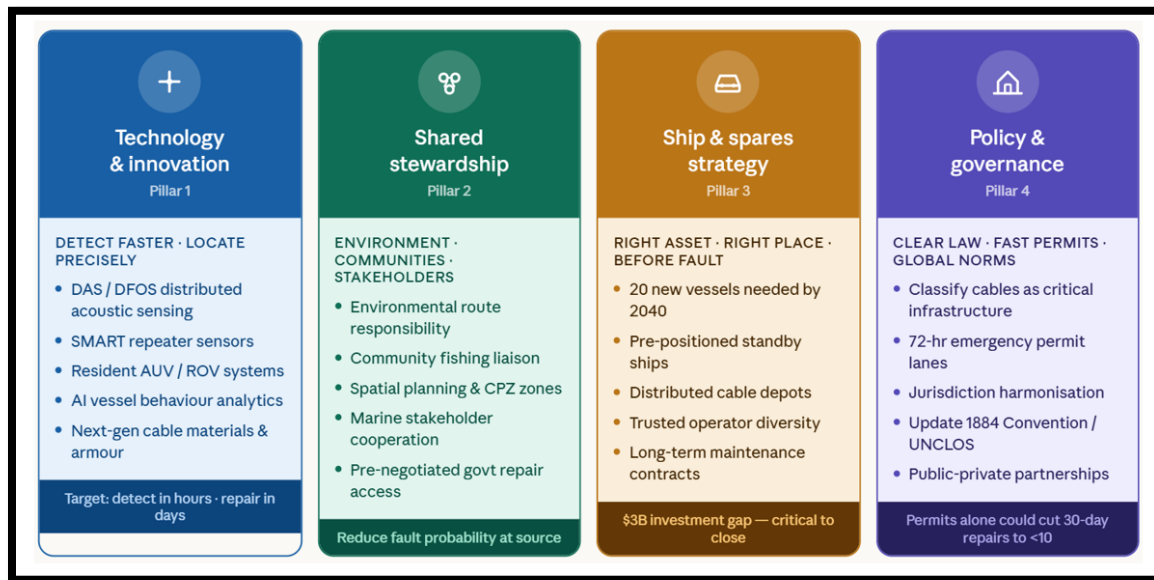 Technology
& innovation
Pillar 1
DETECT FASTER · LOCATE
PRECISELY
• DAS / DFOS distributed
acoustic sensing
• SMART repeater sensors
• Resident AUV / ROV systems
• AI vessel behaviour analytics
• Next-gen cable materials &
armour
Target: detect in hours · repair in
days
Shared
stewardship
Pillar 2
ENVIRONMENT ·
COMMUNITIES ·
STAKEHOLDERS
• Environmental route
responsibility
• Community fishing liaison
• Spatial planning & CPZ zones
• Marine stakeholder
cooperation
• Pre-negotiated govt repair
access
Reduce fault probability at source
Ship & spares
strategy
Pillar 3
RIGHT ASSET · RIGHT PLACE ·
BEFORE FAULT
• 20 new vessels needed by
2040
• Pre-positioned standby
ships
• Distributed cable depots
• Trusted operator diversity
• Long-term maintenance
contracts
$3B investment gap — critical to
close
Policy &
governance
Pillar 4
CLEAR LAW · FAST PERMITS ·
GLOBAL NORMS
• Classify cables as critical
infrastructure
• 72-hr emergency permit
lanes
• Jurisdiction harmonisation
• Update 1884 Convention /
UNCLOS
• Public-private partnerships
Permits alone could cut 30-day
repairs to <10